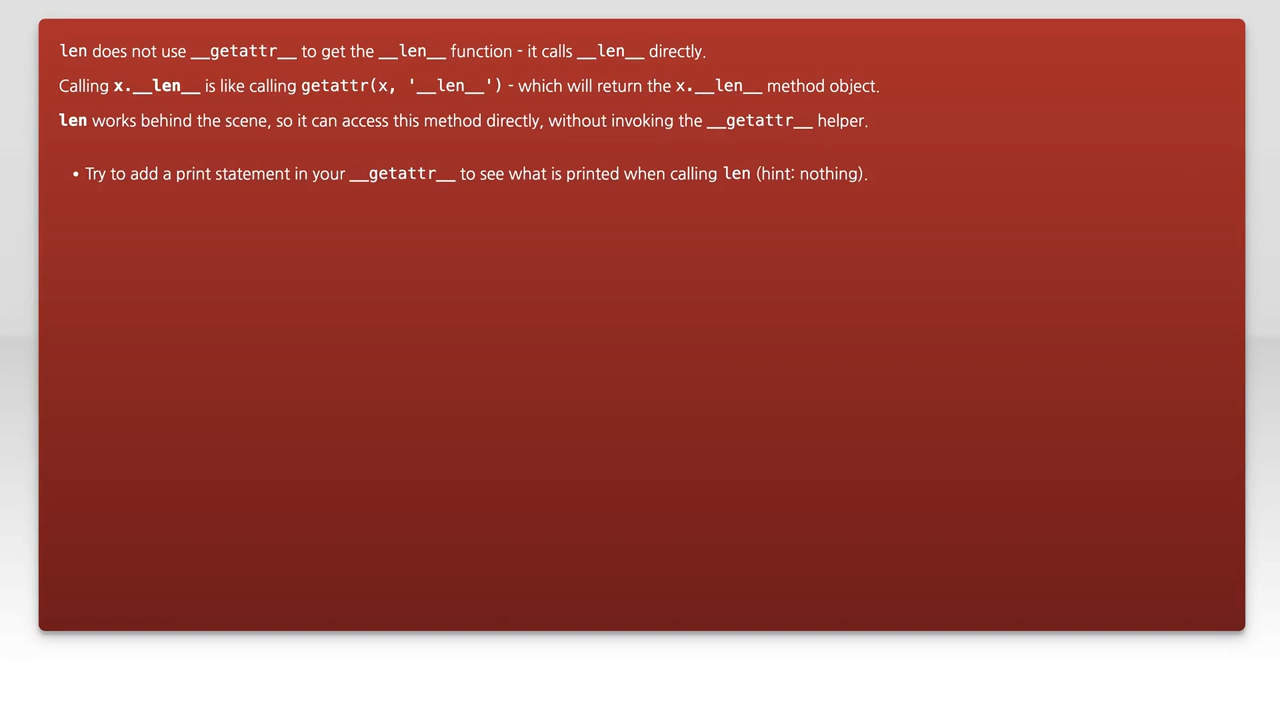 len does not use __getattr__ to get the __len__ function - it calls __len__ directly.
Calling x.__len__ is like calling getattr(x, '__len__') - which will return the x.__len__ method object.
len works behind the scene, so it can access this method directly, without invoking the __getattr__ helper.
• Try to add a print statement in your __getattr__ to see what is printed when calling len (hint: nothing).